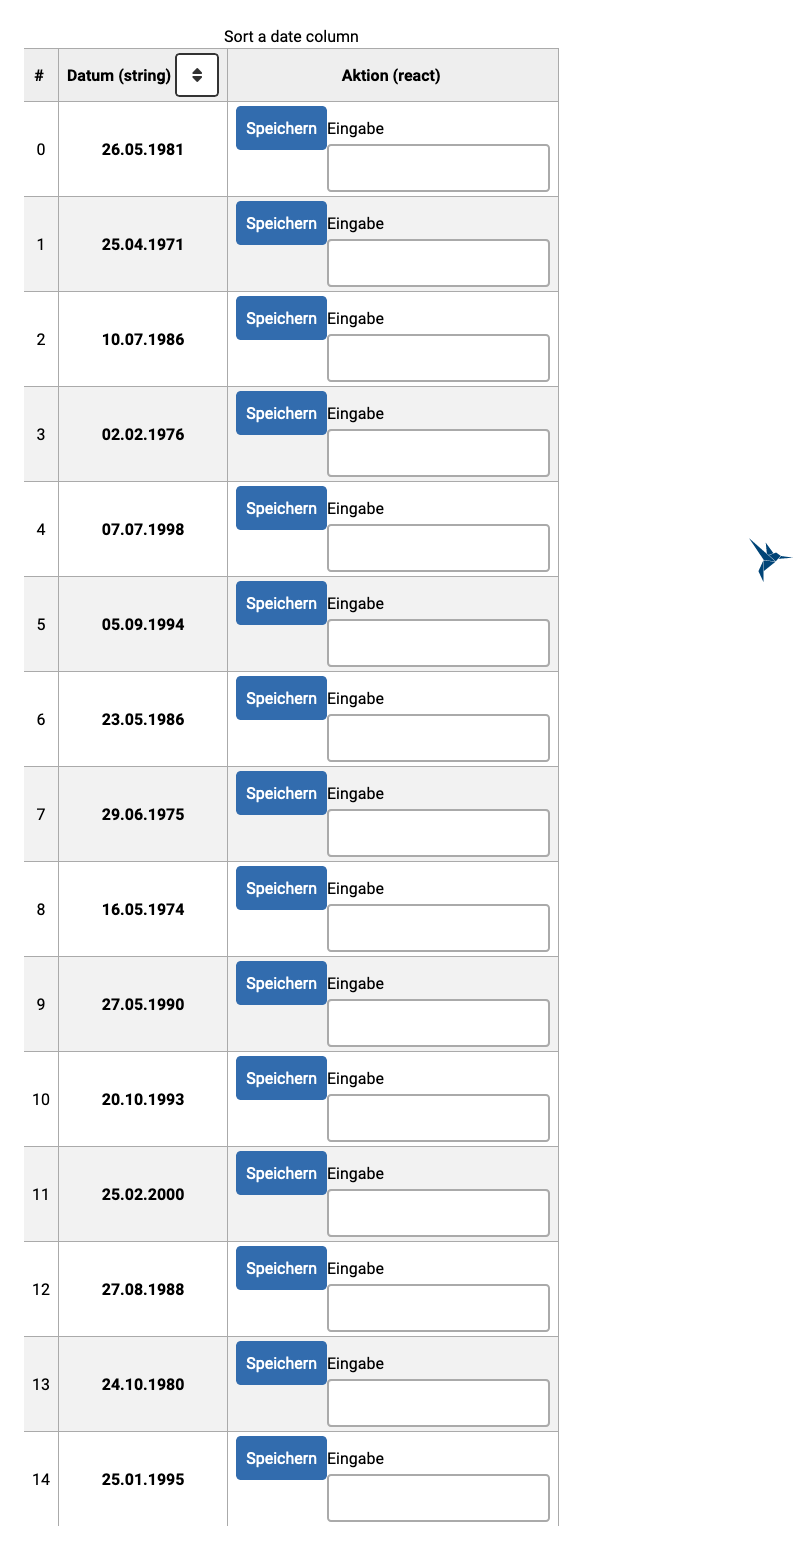 Sort a date column
# Datum (string) Aktion (react)
Speichern Eingabe
0 26.05.1981
Speichern Eingabe
1 25.04.1971
Speichern Eingabe
2 10.07.1986
Speichern Eingabe
3 02.02.1976
Speichern Eingabe
4 07.07.1998
Speichern Eingabe
5 05.09.1994
Speichern Eingabe
6 23.05.1986
Speichern Eingabe
7 29.06.1975
Speichern Eingabe
8 16.05.1974
Speichern Eingabe
9 27.05.1990
Speichern Eingabe
10 20.10.1993
Speichern Eingabe
11 25.02.2000
Speichern Eingabe
12 27.08.1988
Speichern Eingabe
13 24.10.1980
Speichern Eingabe
14 25.01.1995